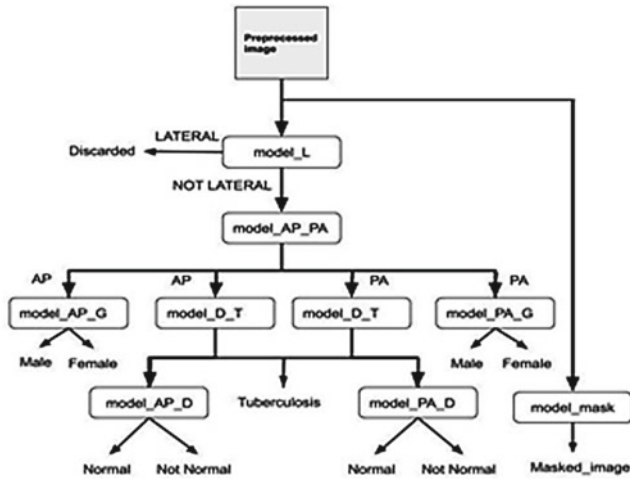 Preprocessed
image
LATERAL
Discarded
model_L
NOT LATERAL
model_AP_PA
AP
AP
PA
PA
model_AP_G
model_D_T
model_D_T
model_PA_G
Male
Female
Male
Female
model_AP_D
Tuberculosis
model_PA_D
model_mask
Normal
Not Normal
Normal
Not Normal
Masked_image